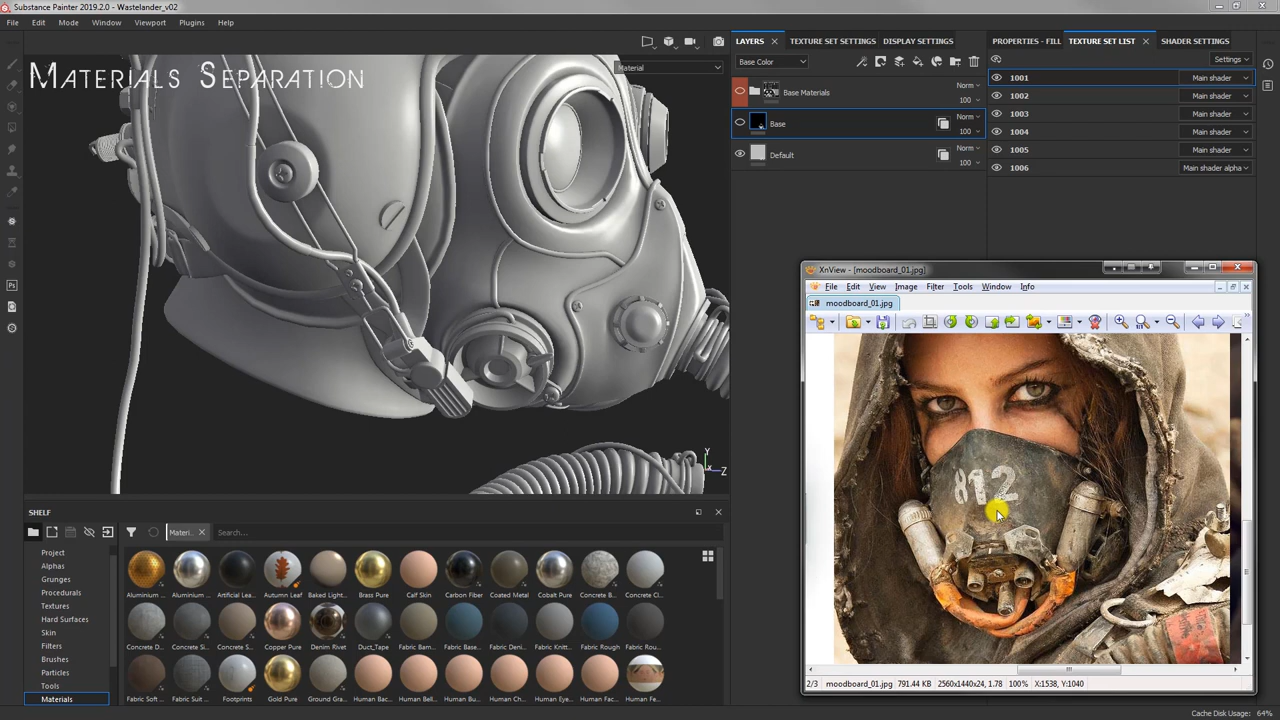 Substance Painter 2019.2.0 - Wastelander_v02
File Edit Mode Window Viewport Plugins Help
MATERIALS SEPARATION
Material
LAYERS
TEXTURE SET SETTINGS
DISPLAY SETTINGS
Base Color
Base Materials
Norm
100
Base
Norm
100
Default
Norm
100
PROPERTIES - FILL
TEXTURE SET LIST
SHADER SETTINGS
Settings
1001 Main shader
1002 Main shader
1003 Main shader
1004 Main shader
1005 Main shader
1006 Main shader alpha
Y
X
Z
Ps
XnView - [moodboard_01.jpg]
File Edit View Image Filter Tools Window Info
moodboard_01.jpg
812
2/3 moodboard_01.jpg 791.44 KB 2560x1440x24, 1.78 100% X:1538, Y:1040
SHELF
Materi...
Search...
Project
Alphas
Grunges
Procedurals
Textures
Hard Surfaces
Skin
Filters
Brushes
Particles
Tools
Materials
Aluminium ... Aluminium ... Artificial Lea... Autumn Leaf Baked Light... Brass Pure Calf Skin Carbon Fiber Coated Metal Cobalt Pure Concrete B... Concrete Cl...
Concrete D... Concrete Si... Concrete S... Copper Pure Denim Rivet Duct_Tape Fabric Bam... Fabric Base... Fabric Deni... Fabric Knitt... Fabric Rough Fabric Rou...
Fabric Soft ... Fabric Suit ... Footprints Gold Pure Ground Gra... Human Bac... Human Bell... Human Bu... Human Ch... Human Eye... Human Fac... Human Fe...
Cache Disk Usage: 64%